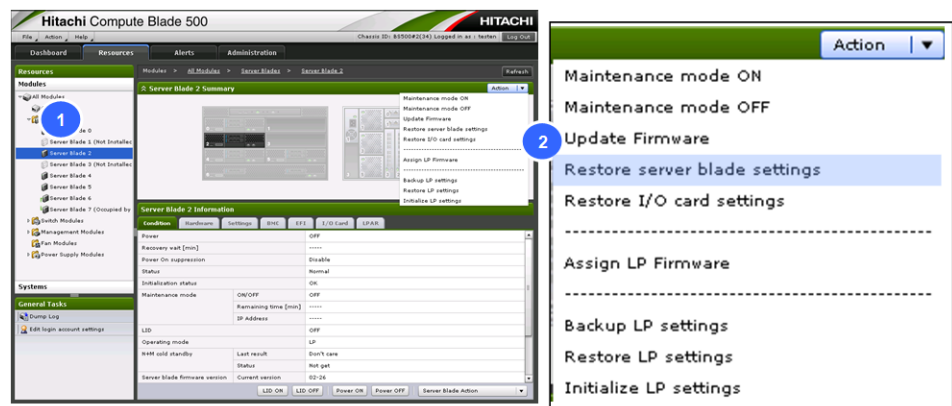 Hitachi Compute Blade 500
HITACHI
File Action Help
Chassis ID: BS500#2(34) Logged in as : testen Log Out
Dashboard Resources Alerts Administration
Resources
Modules > All Modules > Server Blades > Server Blade 2 Refresh
Modules
Server Blade 2 Summary
Action
All Modules
1
de 0
Server Blade 1 (Not Installec
Server Blade 2
Server Blade 3 (Not Installec
Server Blade 4
Server Blade 5
Server Blade 6
Server Blade 7 (Occupied by
Switch Modules
Management Modules
Fan Modules
Power Supply Modules
Systems
General Tasks
Dump Log
Edit login account settings
Maintenance mode ON
Maintenance mode OFF
Update Firmware
Restore server blade settings
Restore I/O card settings
Assign LP Firmware
Backup LP settings
Restore LP settings
Initialize LP settings
Server Blade 2 Information
Condition Hardware Settings BMC EFI I/O Card LPAR
Power OFF
Recovery wait [min] -----
Power On suppression Disable
Status Normal
Initialization status OK
Maintenance mode ON/OFF OFF
Remaining time [min] -----
IP Address -----
LID OFF
Operating mode LP
N+M cold standby Last result Don't care
Status Not get
Server blade firmware version Current version 02-26
LID ON LID OFF Power ON Power OFF Server Blade Action
2
Action
Maintenance mode ON
Maintenance mode OFF
Update Firmware
Restore server blade settings
Restore I/O card settings
----------------------------------------
Assign LP Firmware
----------------------------------------
Backup LP settings
Restore LP settings
Initialize LP settings